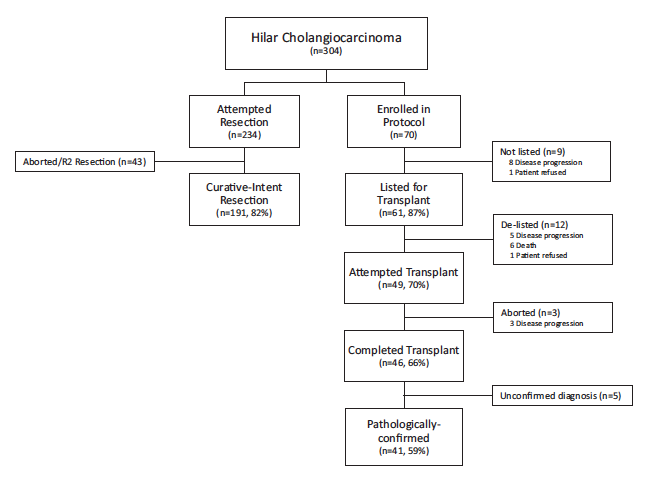 Hilar Cholangiocarcinoma
(n=304)
Attempted
Resection
(n=234)
Enrolled in
Protocol
(n=70)
Aborted/R2 Resection (n=43)
Not listed (n=9)
8 Disease progression
1 Patient refused
Curative-Intent
Resection
(n=191, 82%)
Listed for
Transplant
(n=61, 87%)
De-listed (n=12)
5 Disease progression
6 Death
1 Patient refused
Attempted Transplant
(n=49, 70%)
Aborted (n=3)
3 Disease progression
Completed Transplant
(n=46, 66%)
Unconfirmed diagnosis (n=5)
Pathologically-
confirmed
(n=41, 59%)